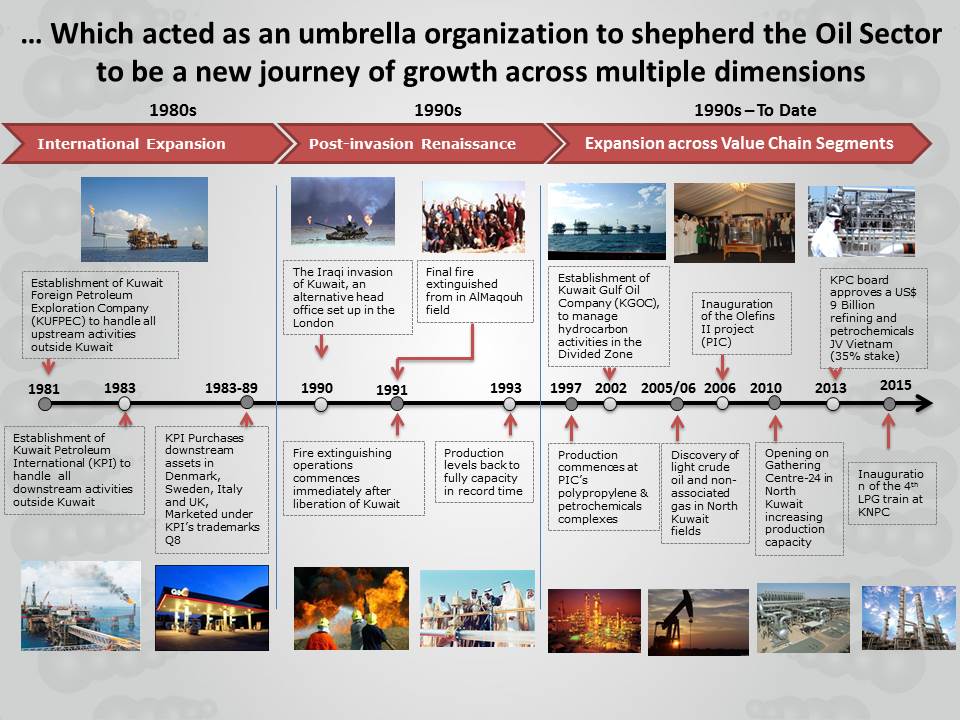 ... Which acted as an umbrella organization to shepherd the Oil Sector
to be a new journey of growth across multiple dimensions
1980s
1990s
1990s – To Date
International Expansion
Post-invasion Renaissance
Expansion across Value Chain Segments
Establishment of Kuwait
Foreign Petroleum
Exploration Company
(KUFPEC) to handle all
upstream activities
outside Kuwait
The Iraqi invasion
of Kuwait, an
alternative head
office set up in the
London
Final fire
extinguished
from in AlMaqouh
field
Establishment of
Kuwait Gulf Oil
Company (KGOC),
to manage
hydrocarbon
activities in the
Divided Zone
Inauguration
of the Olefins
II project
(PIC)
KPC board
approves a US$
9 Billion
refining and
petrochemicals
JV Vietnam
(35% stake)
1981
1983
1983-89
1990
1991
1993
1997
2002
2005/06
2006
2010
2013
2015
Establishment of
Kuwait Petroleum
International (KPI) to
handle all
downstream activities
outside Kuwait
KPI Purchases
downstream
assets in
Denmark,
Sweden, Italy
and UK,
Marketed under
KPI's trademarks
Q8
Fire extinguishing
operations
commences
immediately after
liberation of Kuwait
Production
levels back to
fully capacity
in record time
Production
commences at
PIC's
polypropylene &
petrochemicals
complexes
Discovery of
light crude
oil and non-
associated
gas in North
Kuwait
fields
Opening on
Gathering
Centre-24 in
North
Kuwait
increasing
production
capacity
Inauguratio
n of the 4th
LPG train at
KNPC
Q8